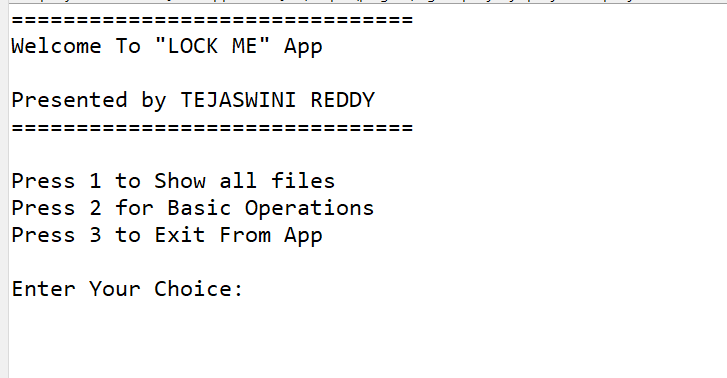 ===============================
Welcome To "LOCK ME" App
Presented by TEJASWINI REDDY
===============================
Press 1 to Show all files
Press 2 for Basic Operations
Press 3 to Exit From App
Enter Your Choice: